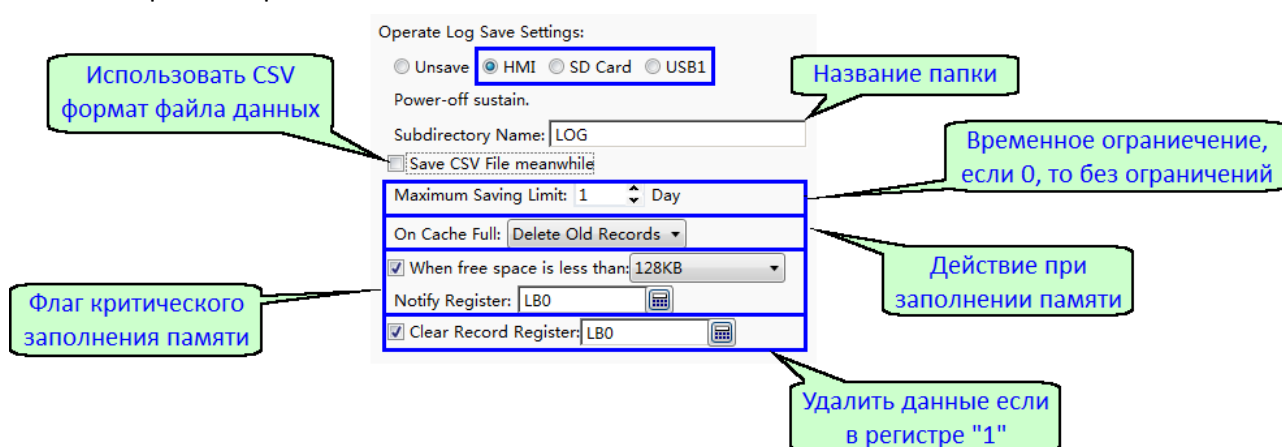 Operate Log Save Settings:
Unsave HMI SD Card USB1
Power-off sustain.
Subdirectory Name: LOG
Save CSV File meanwhile
Maximum Saving Limit: 1 Day
On Cache Full: Delete Old Records
When free space is less than: 128KB
Notify Register: LB0
Clear Record Register: LB0
Использовать CSV
формат файла данных
Название папки
Временное ограниечение,
если 0, то без ограничений
Действие при
заполнении памяти
Флаг критического
заполнения памяти
Удалить данные если
в регистре "1"